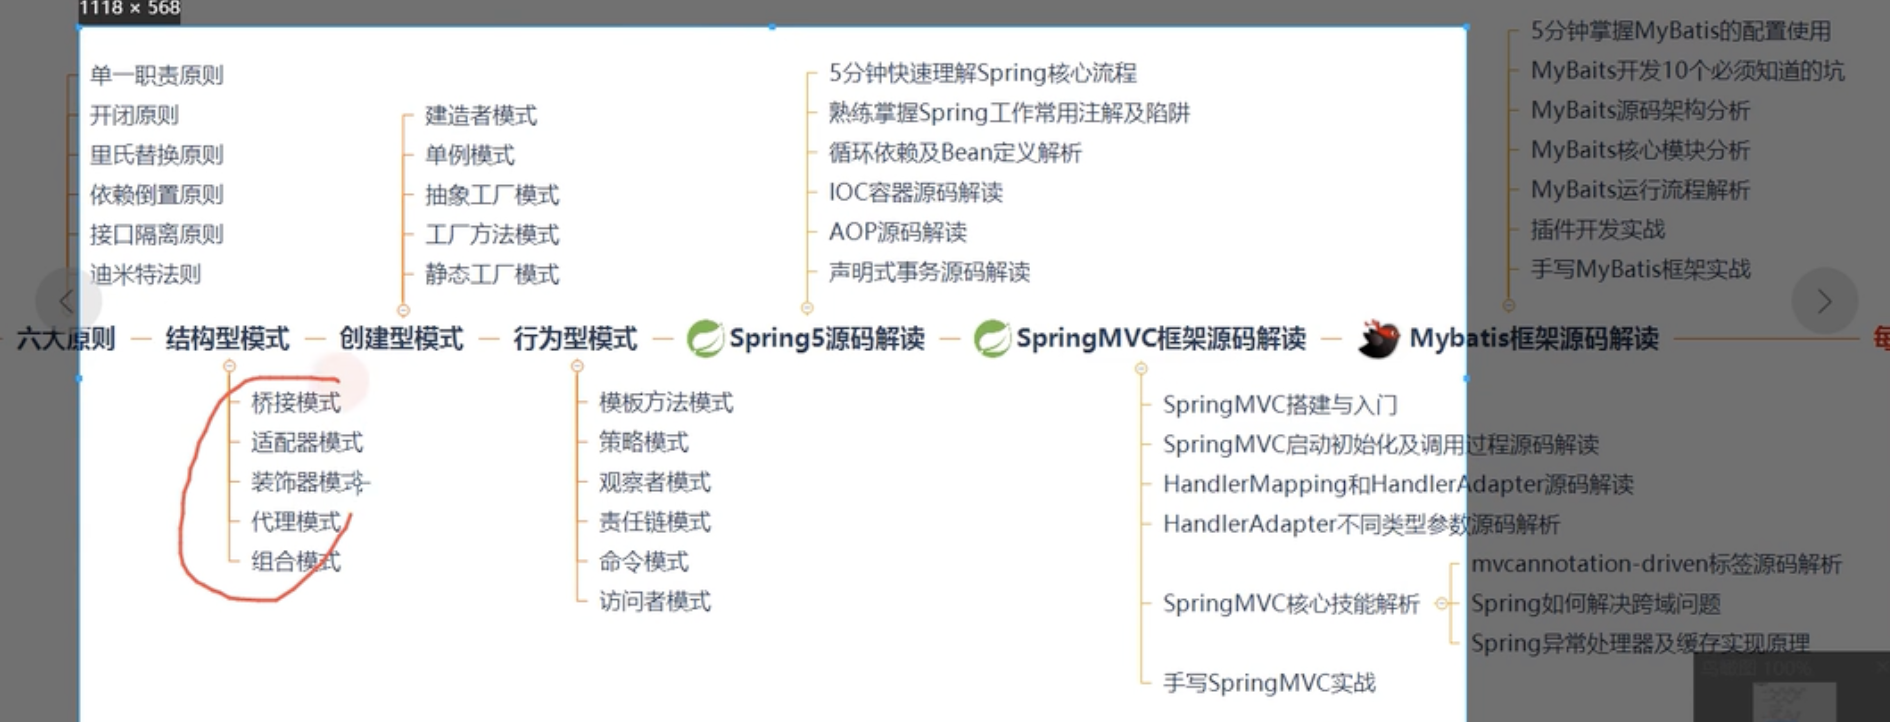 1118 × 568
单一职责原则
开闭原则
里氏替换原则
依赖倒置原则
接口隔离原则
迪米特法则
建造者模式
单例模式
抽象工厂模式
工厂方法模式
静态工厂模式
5分钟快速理解Spring核心流程
熟练掌握Spring工作常用注解及陷阱
循环依赖及Bean定义解析
IOC容器源码解读
AOP源码解读
声明式事务源码解读
5分钟掌握MyBatis的配置使用
MyBaits开发10个必须知道的坑
MyBaits源码架构分析
MyBaits核心模块分析
MyBaits运行流程解析
插件开发实战
手写MyBatis框架实战
六大原则
结构型模式
创建型模式
行为型模式
Spring5源码解读
SpringMVC框架源码解读
Mybatis框架源码解读
桥接模式
适配器模式
装饰器模式
代理模式
组合模式
模板方法模式
策略模式
观察者模式
责任链模式
命令模式
访问者模式
SpringMVC搭建与入门
SpringMVC启动初始化及调用过程源码解读
HandlerMapping和HandlerAdapter源码解读
HandlerAdapter不同类型参数源码解析
SpringMVC核心技能解析
mvcannotation-driven标签源码解析
Spring如何解决跨域问题
Spring异常处理器及缓存实现原理
手写SpringMVC实战